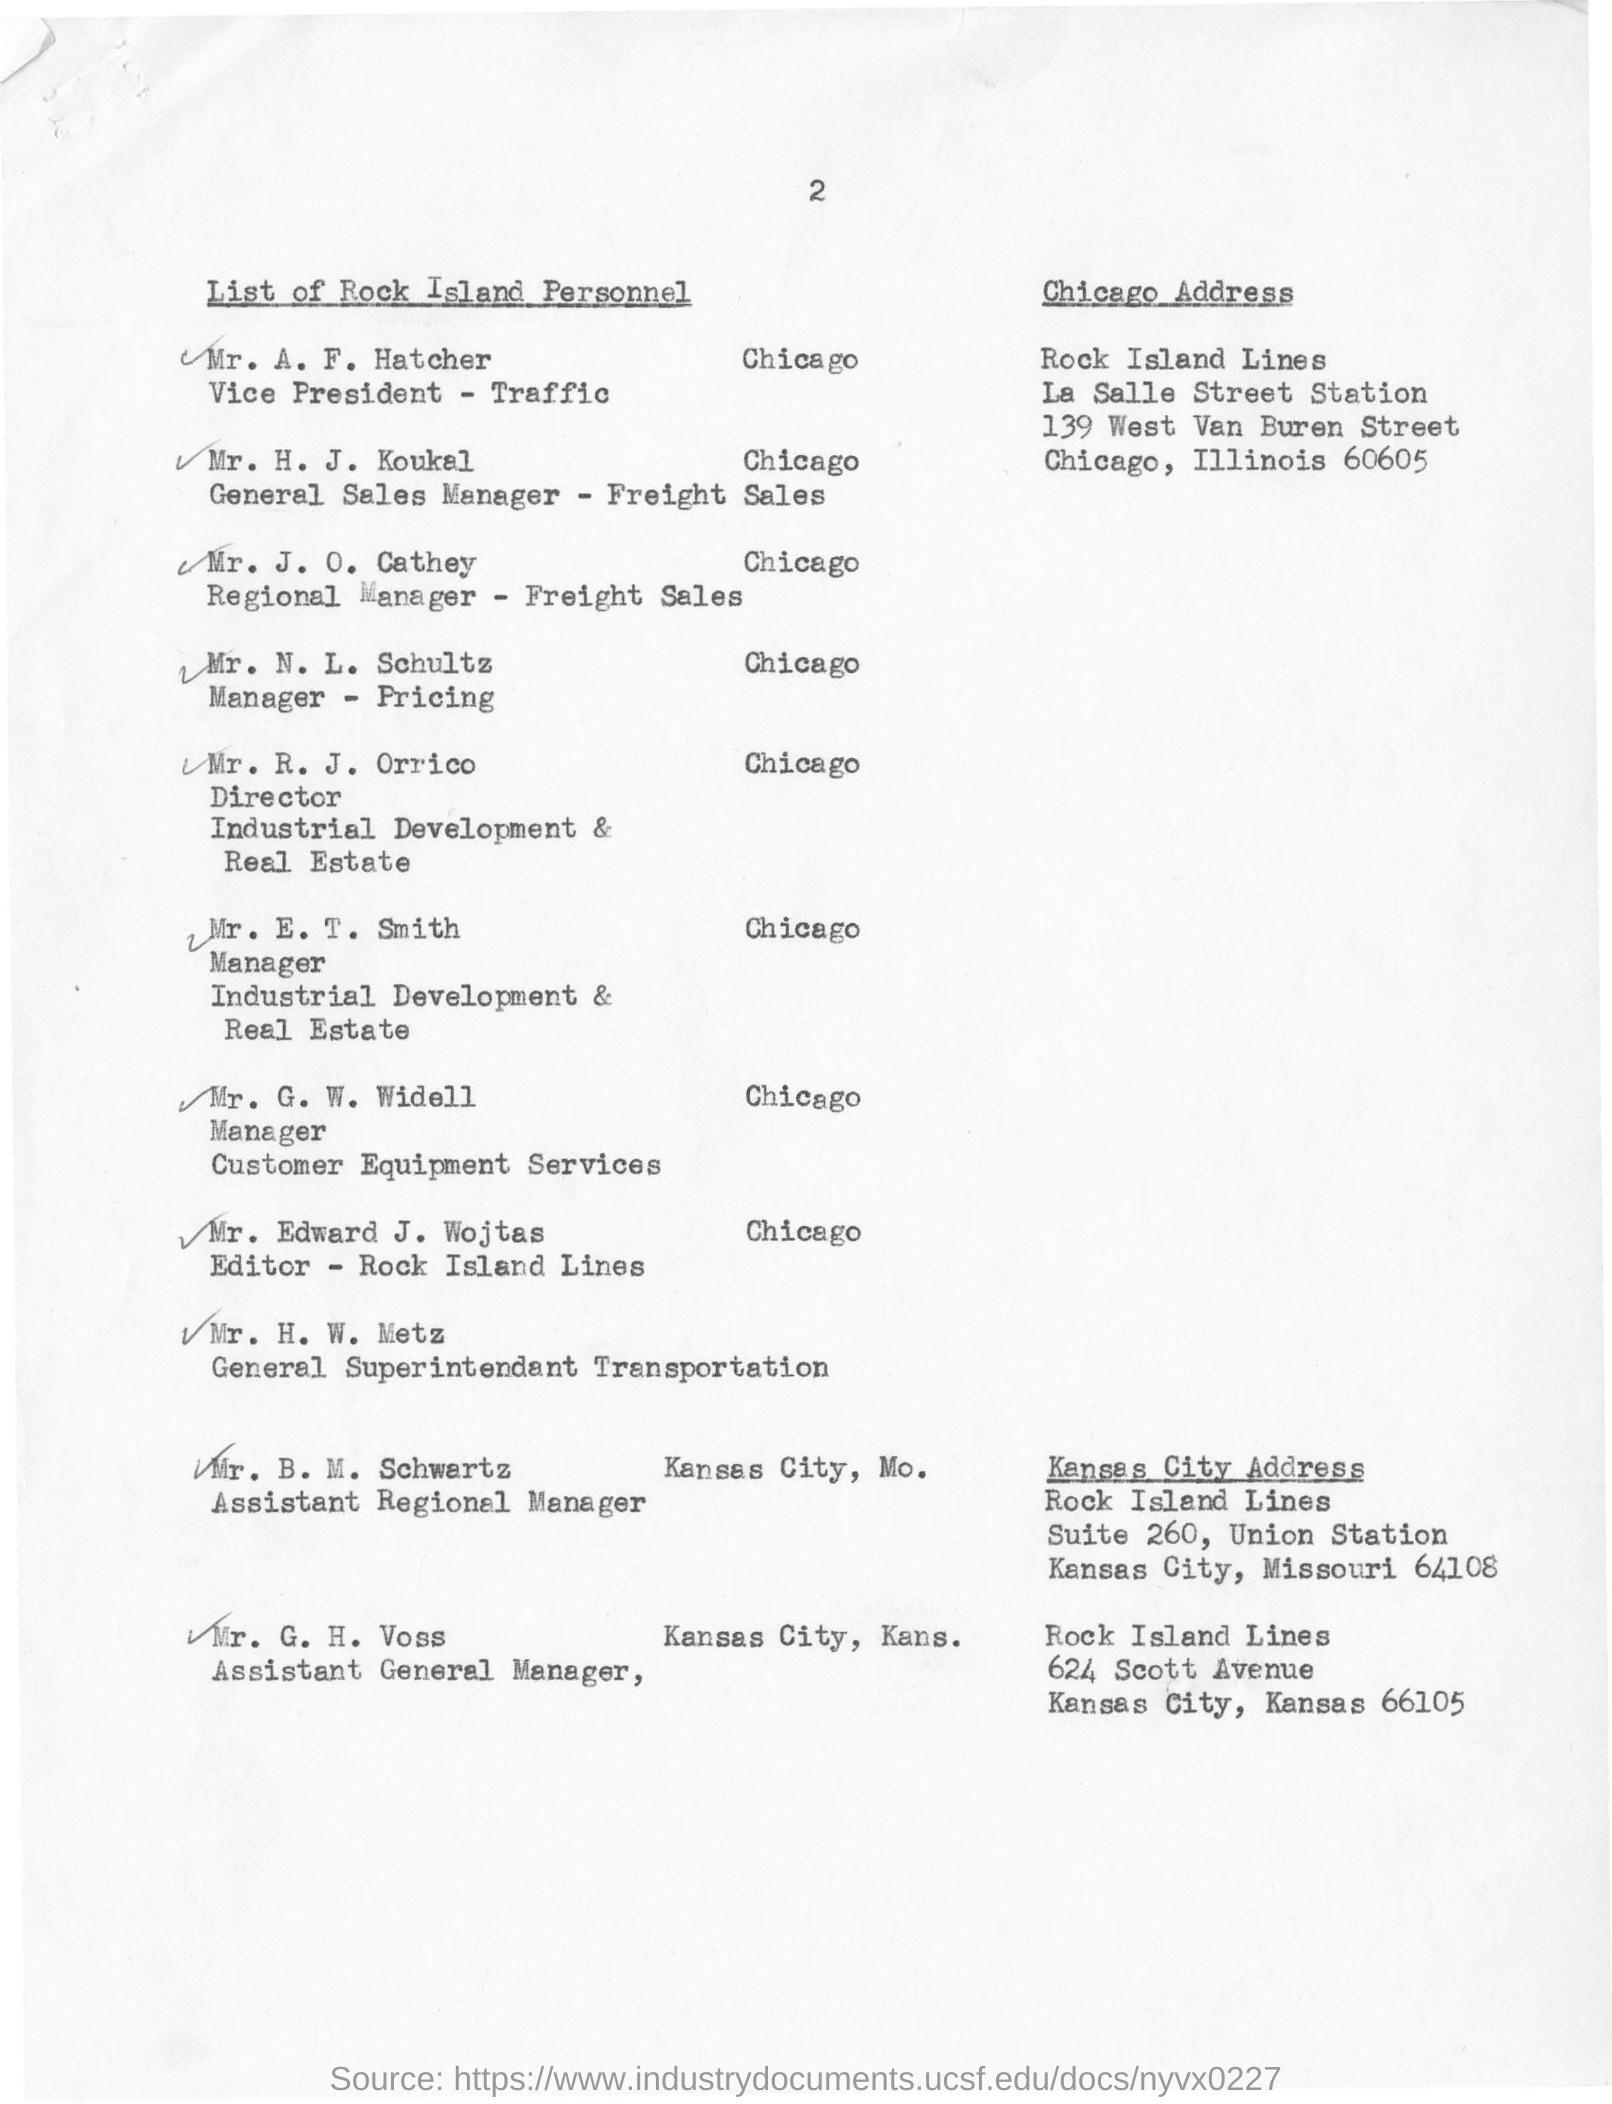 2
List of Rock Island Personnel
Chicago Address
Mr. A. F. Hatcher Chicago
Vice President - Traffic
Rock Island Lines
La Salle Street Station
139 West Van Buren Street
Chicago, Illinois 60605
Mr. H. J. Koukal Chicago
General Sales Manager - Freight Sales
Mr. J. O. Cathey Chicago
Regional Manager - Freight Sales
Mr. N. L. Schultz Chicago
Manager - Pricing
Mr. R. J. Orrico Chicago
Director
Industrial Development &
Real Estate
Mr. E. T. Smith Chicago
Manager
Industrial Development &
Real Estate
Mr. G. W. Widell Chicago
Manager
Customer Equipment Services
Mr. Edward J. Wojtas Chicago
Editor - Rock Island Lines
Mr. H. W. Metz
General Superintendant Transportation
Mr. B. M. Schwartz Kansas City, Mo.
Assistant Regional Manager
Kansas City Address
Rock Island Lines
Suite 260, Union Station
Kansas City, Missouri 64108
Mr. G. H. Voss Kansas City, Kans.
Assistant General Manager,
Rock Island Lines
624 Scott Avenue
Kansas City, Kansas 66105
Source: https://www.industrydocuments.ucsf.edu/docs/nyvx0227